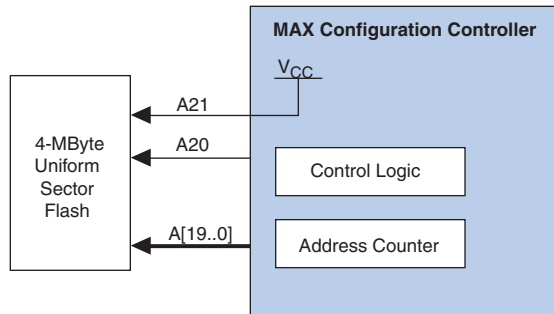 MAX Configuration Controller
VCC
A21
A20
A[19..0]
4-MByte
Uniform
Sector
Flash
Control Logic
Address Counter